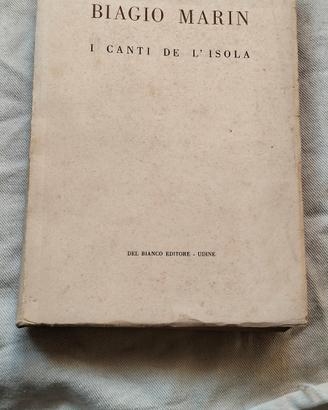 BIAGIO MARIN
I CANTI DE L'ISOLA
DEL BIANCO EDITORE - UDINE